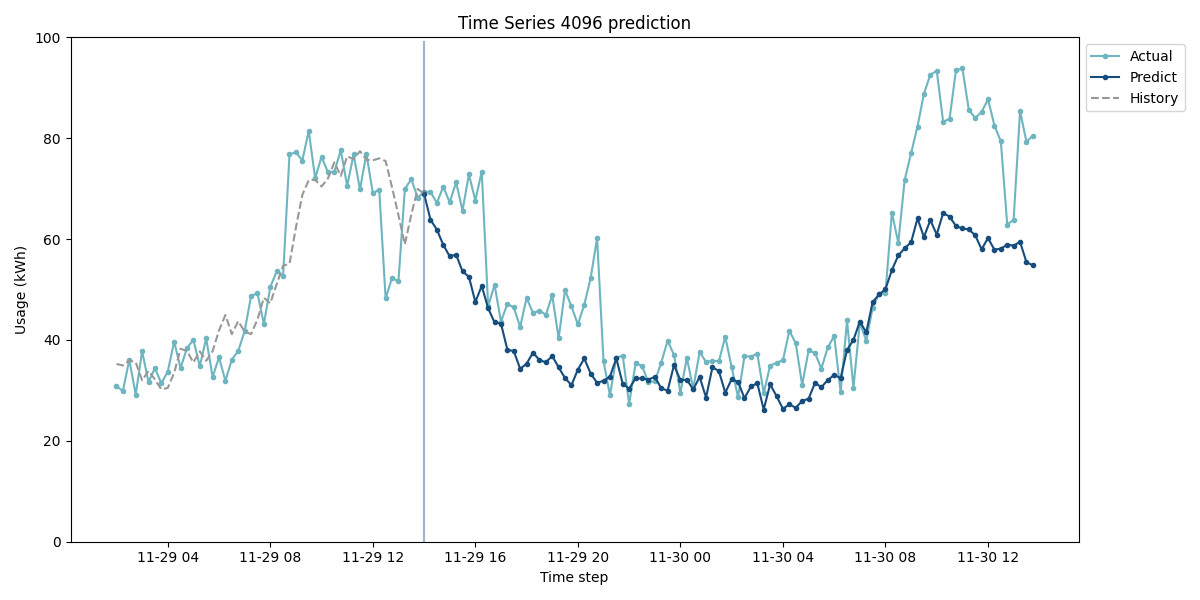 Time Series 4096 prediction
100
80
60
40
20
0
Usage (kWh)
11-29 04
11-29 08
11-29 12
11-29 16
11-29 20
11-30 00
11-30 04
11-30 08
11-30 12
Time step
Actual
Predict
History